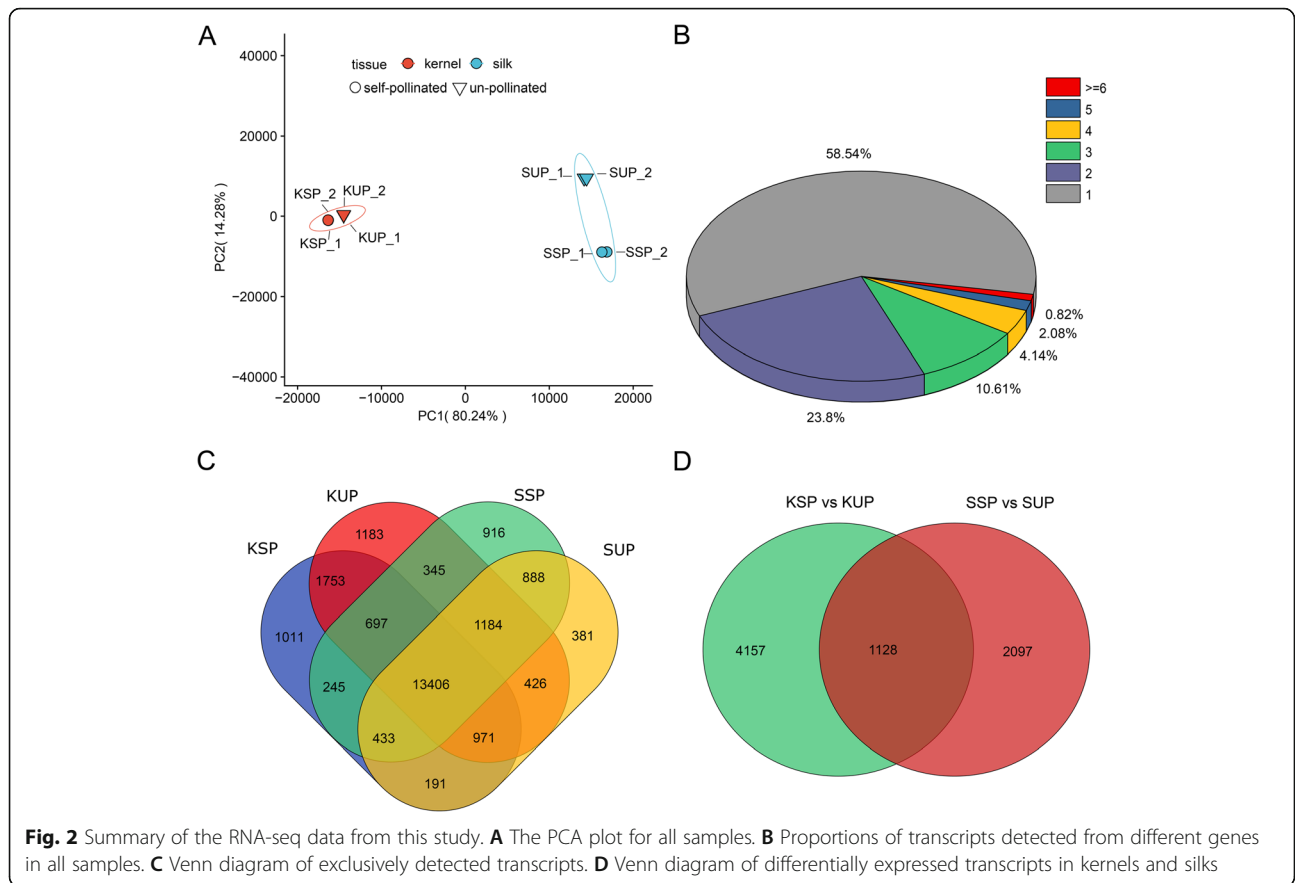 A
40000
20000
0
−20000
−40000
PC2( 14.28% )
tissue kernel silk
self-pollinated un-pollinated
KSP_2 KUP_2
KSP_1 KUP_1
SUP_1 SUP_2
SSP_1 SSP_2
−20000 −10000 0 10000 20000
PC1( 80.24% )
B
>=6
5
4
3
2
1
58.54%
0.82%
2.08%
4.14%
10.61%
23.8%
C
KUP SSP
KSP SUP
1183 916
1753 345 888
1011 697 1184 381
245 13406 426
433 971
191
D
KSP vs KUP SSP vs SUP
4157 1128 2097
Fig. 2 Summary of the RNA-seq data from this study. A The PCA plot for all samples. B Proportions of transcripts detected from different genes
in all samples. C Venn diagram of exclusively detected transcripts. D Venn diagram of differentially expressed transcripts in kernels and silks